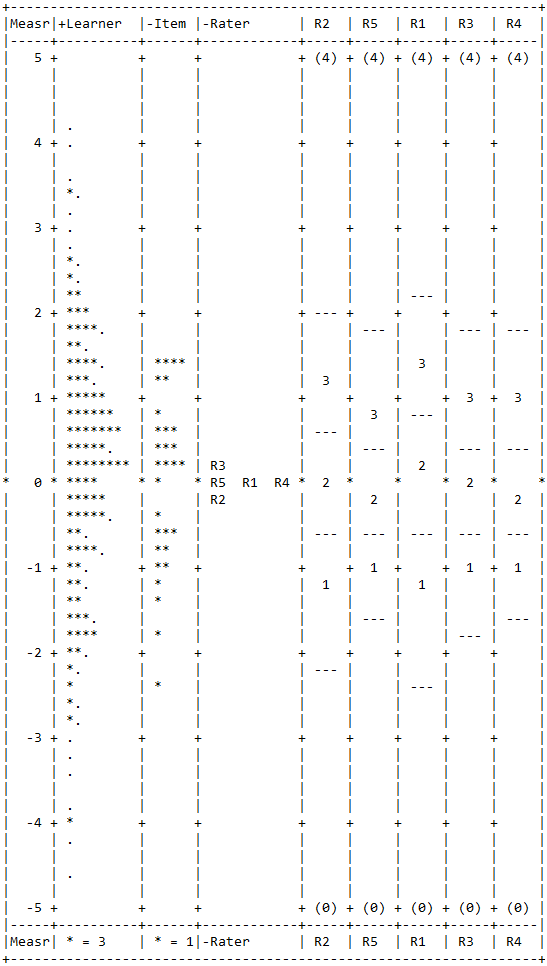 +-----+----------+------+------------+-----+-----+-----+-----+-----+
|Measr|+Learner  |-Item |-Rater      | R2  | R5  | R1  | R3  | R4  |
|-----+----------+------+------------+-----+-----+-----+-----+-----|
|   5 +          +      +            + (4) + (4) + (4) + (4) + (4) |
|     |          |      |            |     |     |     |     |     |
|     |          |      |            |     |     |     |     |     |
|     |          |      |            |     |     |     |     |     |
|     | .        |      |            |     |     |     |     |     |
|   4 + .        +      +            +     +     +     +     +     |
|     |          |      |            |     |     |     |     |     |
|     | .        |      |            |     |     |     |     |     |
|     | *.       |      |            |     |     |     |     |     |
|     | .        |      |            |     |     |     |     |     |
|   3 + .        +      +            +     +     +     +     +     |
|     | .        |      |            |     |     |     |     |     |
|     | *.       |      |            |     |     |     |     |     |
|     | *.       |      |            |     |     |     |     |     |
|     | **       |      |            |     |     | --- |     |     |
|   2 + ***      +      +            + --- +     +     +     +     |
|     | ****.    |      |            |     | --- |     | --- | --- |
|     | **.      |      |            |     |     |     |     |     |
|     | ****.    | **** |            |     |     |  3  |     |     |
|     | ***.     | **   |            |  3  |     |     |     |     |
|   1 + *****    +      +            +     +     +     +  3  +  3  |
|     | ******   | *    |            |     |  3  | --- |     |     |
|     | *******  | ***  |            | --- |     |     |     |     |
|     | *****.   | ***  |            |     | --- |     | --- | --- |
|     | ******** | **** | R3         |     |     |  2  |     |     |
*   0 * ****     * *    * R5  R1  R4 *  2  *     *     *  2  *     *
|     | *****    |      | R2         |     |  2  |     |     |  2  |
|     | *****.   | *    |            |     |     |     |     |     |
|     | **.      | ***  |            | --- | --- | --- | --- | --- |
|     | ****.    | **   |            |     |     |     |     |     |
|  -1 + **.      + **   +            +     +  1  +     +  1  +  1  |
|     | **.      | *    |            |  1  |     |  1  |     |     |
|     | **       | *    |            |     |     |     |     |     |
|     | ***.     |      |            |     | --- |     |     | --- |
|     | ****     | *    |            |     |     |     | --- |     |
|  -2 + **.      +      +            +     +     +     +     +     |
|     | *.       |      |            | --- |     |     |     |     |
|     | *        | *    |            |     |     | --- |     |     |
|     | *.       |      |            |     |     |     |     |     |
|     | *.       |      |            |     |     |     |     |     |
|  -3 + .        +      +            +     +     +     +     +     |
|     | .        |      |            |     |     |     |     |     |
|     | .        |      |            |     |     |     |     |     |
|     |          |      |            |     |     |     |     |     |
|     | .        |      |            |     |     |     |     |     |
|  -4 + *        +      +            +     +     +     +     +     |
|     | .        |      |            |     |     |     |     |     |
|     |          |      |            |     |     |     |     |     |
|     | .        |      |            |     |     |     |     |     |
|     |          |      |            |     |     |     |     |     |
|  -5 +          +      +            + (0) + (0) + (0) + (0) + (0) |
|-----+----------+------+------------+-----+-----+-----+-----+-----|
|Measr| * = 3    | * = 1|-Rater      | R2  | R5  | R1  | R3  | R4  |
+-----+----------+------+------------+-----+-----+-----+-----+-----+